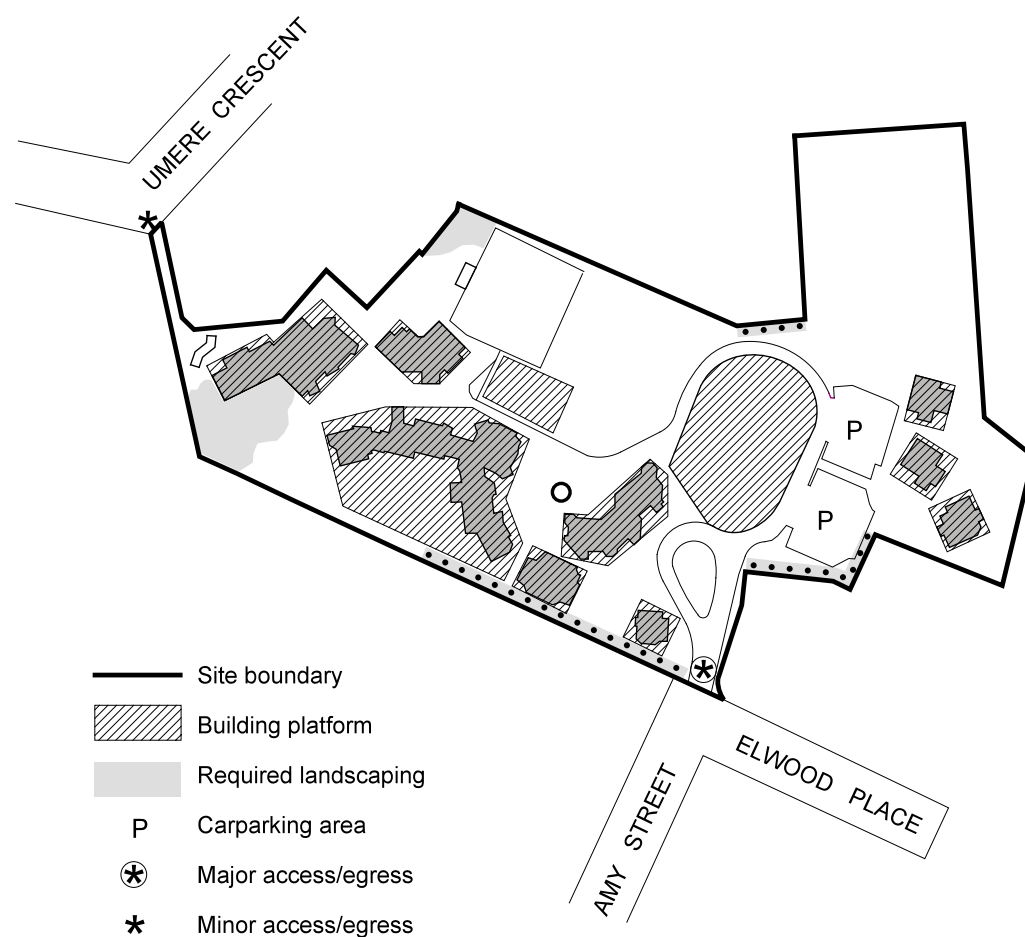 UMERE CRESCENT
P
P
Site boundary
Building platform
Required landscaping
P Carparking area
Major access/egress
Minor access/egress
ELWOOD PLACE
AMY STREET